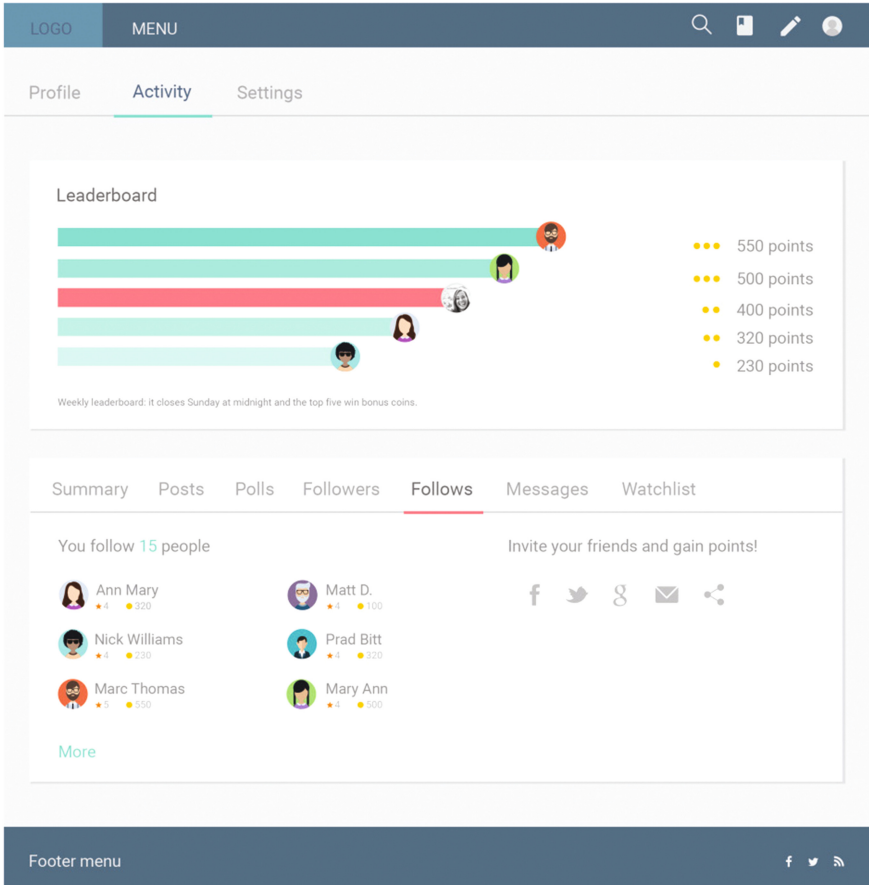 LOGO MENU
Profile Activity Settings
Leaderboard
550 points
500 points
400 points
320 points
230 points
Weekly leaderboard: it closes Sunday at midnight and the top five win bonus coins.
Summary Posts Polls Followers Follows Messages Watchlist
You follow 15 people
Invite your friends and gain points!
Ann Mary
4 320
Matt D.
4 100
Nick Williams
4 230
Prad Bitt
4 320
Marc Thomas
5 550
Mary Ann
4 500
More
Footer menu